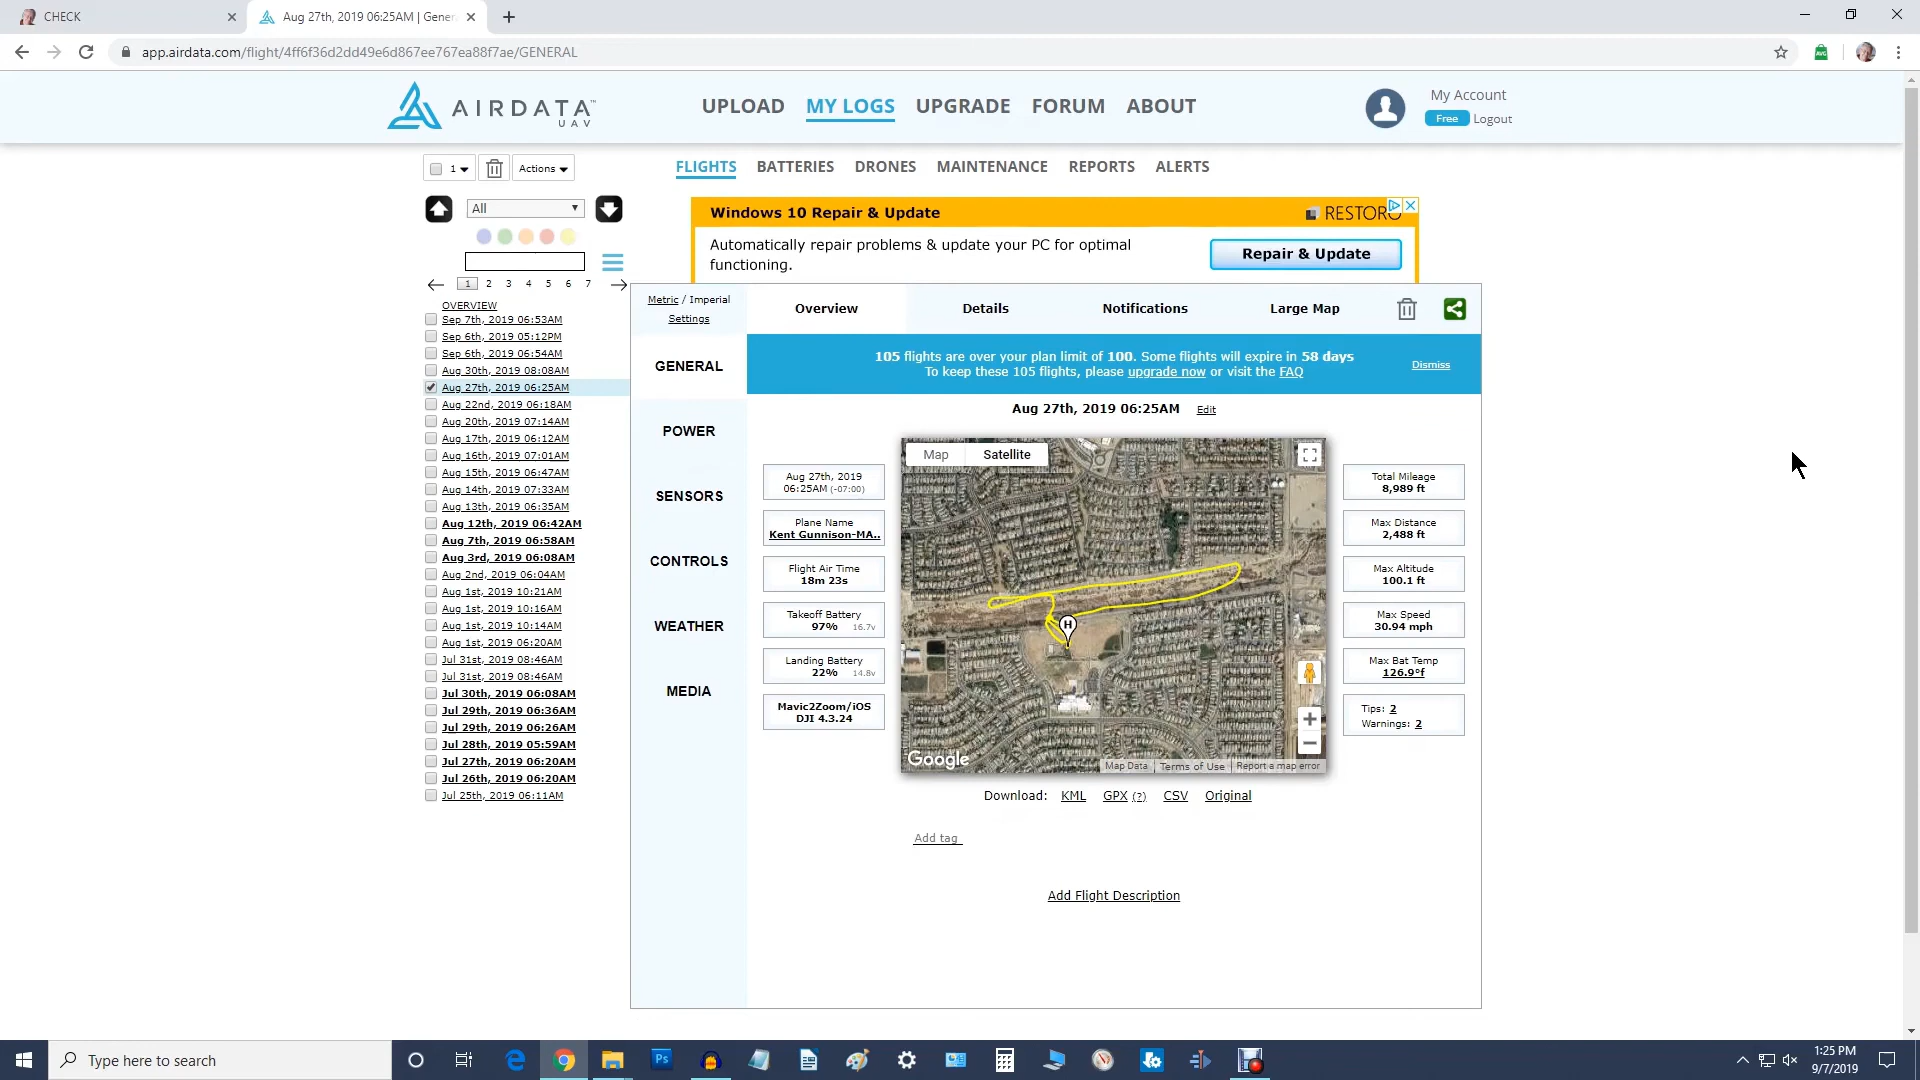 CHECK
Aug 27th, 2019 06:25AM | Gener
app.airdata.com/flight/4ff6f36d2dd49e6d867ee767ea88f7ae/GENERAL
AIRDATA
UAV
UPLOAD MY LOGS UPGRADE FORUM ABOUT
My Account
Free Logout
1 Actions
FLIGHTS BATTERIES DRONES MAINTENANCE REPORTS ALERTS
All
Windows 10 Repair & Update
RESTORO
Automatically repair problems & update your PC for optimal
functioning.
Repair & Update
1 2 3 4 5 6 7
OVERVIEW
Sep 7th, 2019 06:53AM
Sep 6th, 2019 05:12PM
Sep 6th, 2019 06:54AM
Aug 30th, 2019 08:08AM
Aug 27th, 2019 06:25AM
Aug 22nd, 2019 06:18AM
Aug 20th, 2019 07:14AM
Aug 17th, 2019 06:12AM
Aug 16th, 2019 07:01AM
Aug 15th, 2019 06:47AM
Aug 14th, 2019 07:33AM
Aug 13th, 2019 06:35AM
Aug 12th, 2019 06:42AM
Aug 7th, 2019 06:58AM
Aug 3rd, 2019 06:08AM
Aug 2nd, 2019 06:04AM
Aug 1st, 2019 10:21AM
Aug 1st, 2019 10:16AM
Aug 1st, 2019 10:14AM
Aug 1st, 2019 06:20AM
Jul 31st, 2019 08:46AM
Jul 31st, 2019 08:46AM
Jul 30th, 2019 06:08AM
Jul 29th, 2019 06:36AM
Jul 29th, 2019 06:26AM
Jul 28th, 2019 05:59AM
Jul 27th, 2019 06:20AM
Jul 26th, 2019 06:20AM
Jul 25th, 2019 06:11AM
Metric / Imperial
Settings
Overview Details Notifications Large Map
GENERAL
POWER
SENSORS
CONTROLS
WEATHER
MEDIA
105 flights are over your plan limit of 100. Some flights will expire in 58 days
To keep these 105 flights, please upgrade now or visit the FAQ
Dismiss
Aug 27th, 2019 06:25AM Edit
Aug 27th, 2019
06:25AM (-07:00)
Plane Name
Kent Gunnison-MA..
Flight Air Time
18m 23s
Takeoff Battery
97% 16.7v
Landing Battery
22% 14.8v
Mavic2Zoom/iOS
DJI 4.3.24
Map Satellite
H
Google
Map Data Terms of Use Report a map error
Total Mileage
8,989 ft
Max Distance
2,488 ft
Max Altitude
100.1 ft
Max Speed
30.94 mph
Max Bat Temp
126.9°f
Tips: 2
Warnings: 2
Download: KML GPX (?) CSV Original
Add tag
Add Flight Description
Type here to search
Ps
1:25 PM
9/7/2019